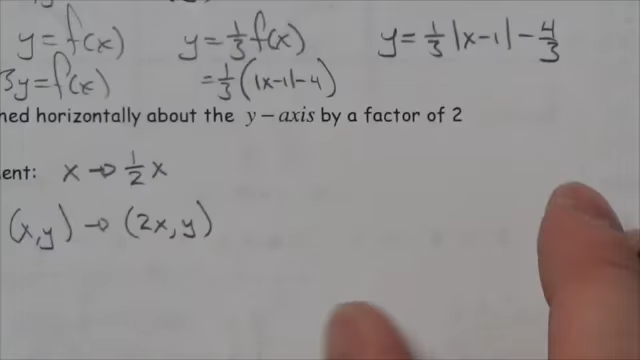 y = f(x) y = 1/3 f(x) y = 1/3 |x-1| - 4/3
3y = f(x) = 1/3 (|x-1|-4)
ned horizontally about the y-axis by a factor of 2
ent: x → 1/2 x
(x,y) → (2x,y)